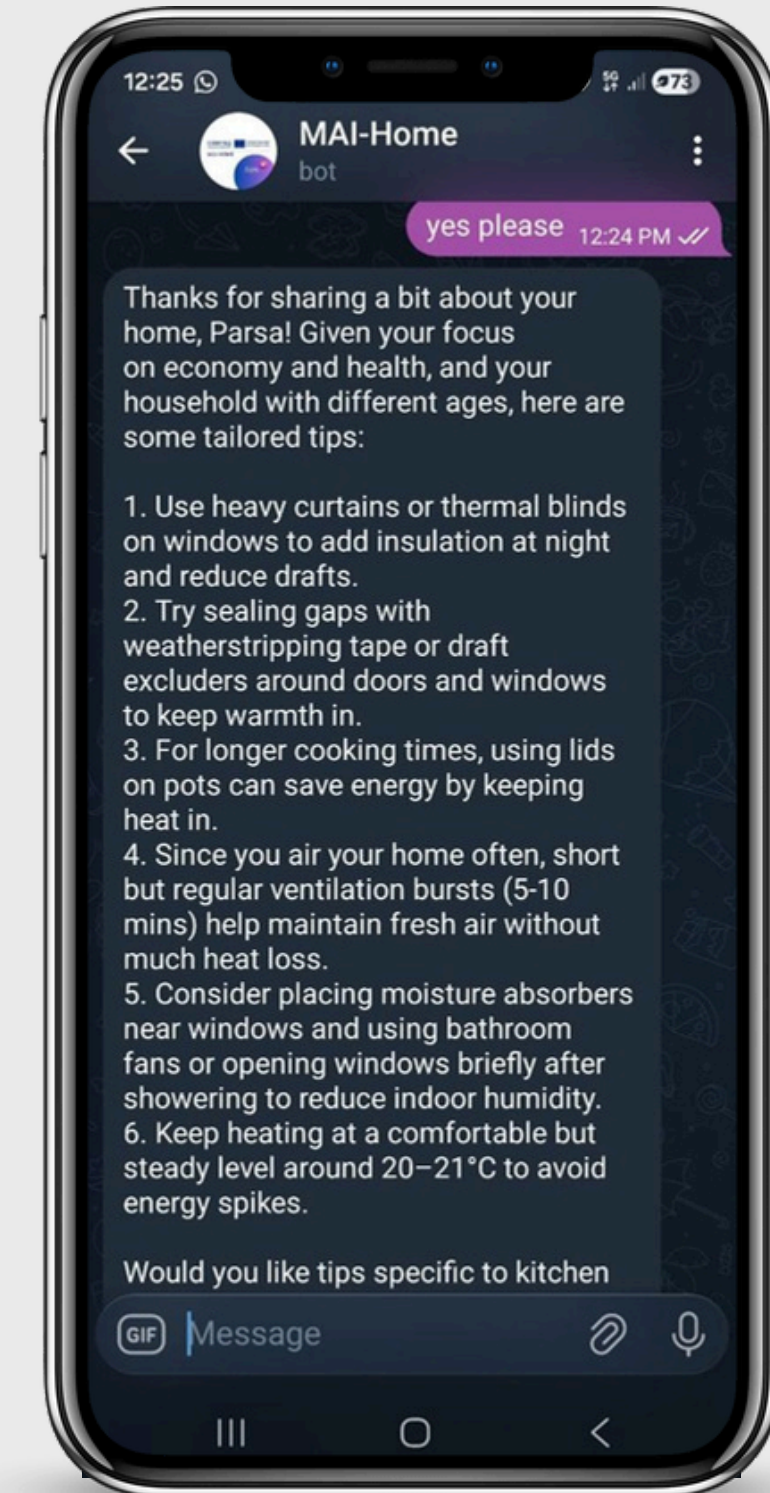 12:25
5G 73
MAI-Home
bot
yes please 12:24 PM
Thanks for sharing a bit about your
home, Parsa! Given your focus
on economy and health, and your
household with different ages, here are
some tailored tips:
1. Use heavy curtains or thermal blinds
on windows to add insulation at night
and reduce drafts.
2. Try sealing gaps with
weatherstripping tape or draft
excluders around doors and windows
to keep warmth in.
3. For longer cooking times, using lids
on pots can save energy by keeping
heat in.
4. Since you air your home often, short
but regular ventilation bursts (5-10
mins) help maintain fresh air without
much heat loss.
5. Consider placing moisture absorbers
near windows and using bathroom
fans or opening windows briefly after
showering to reduce indoor humidity.
6. Keep heating at a comfortable but
steady level around 20–21°C to avoid
energy spikes.
Would you like tips specific to kitchen
GIF Message